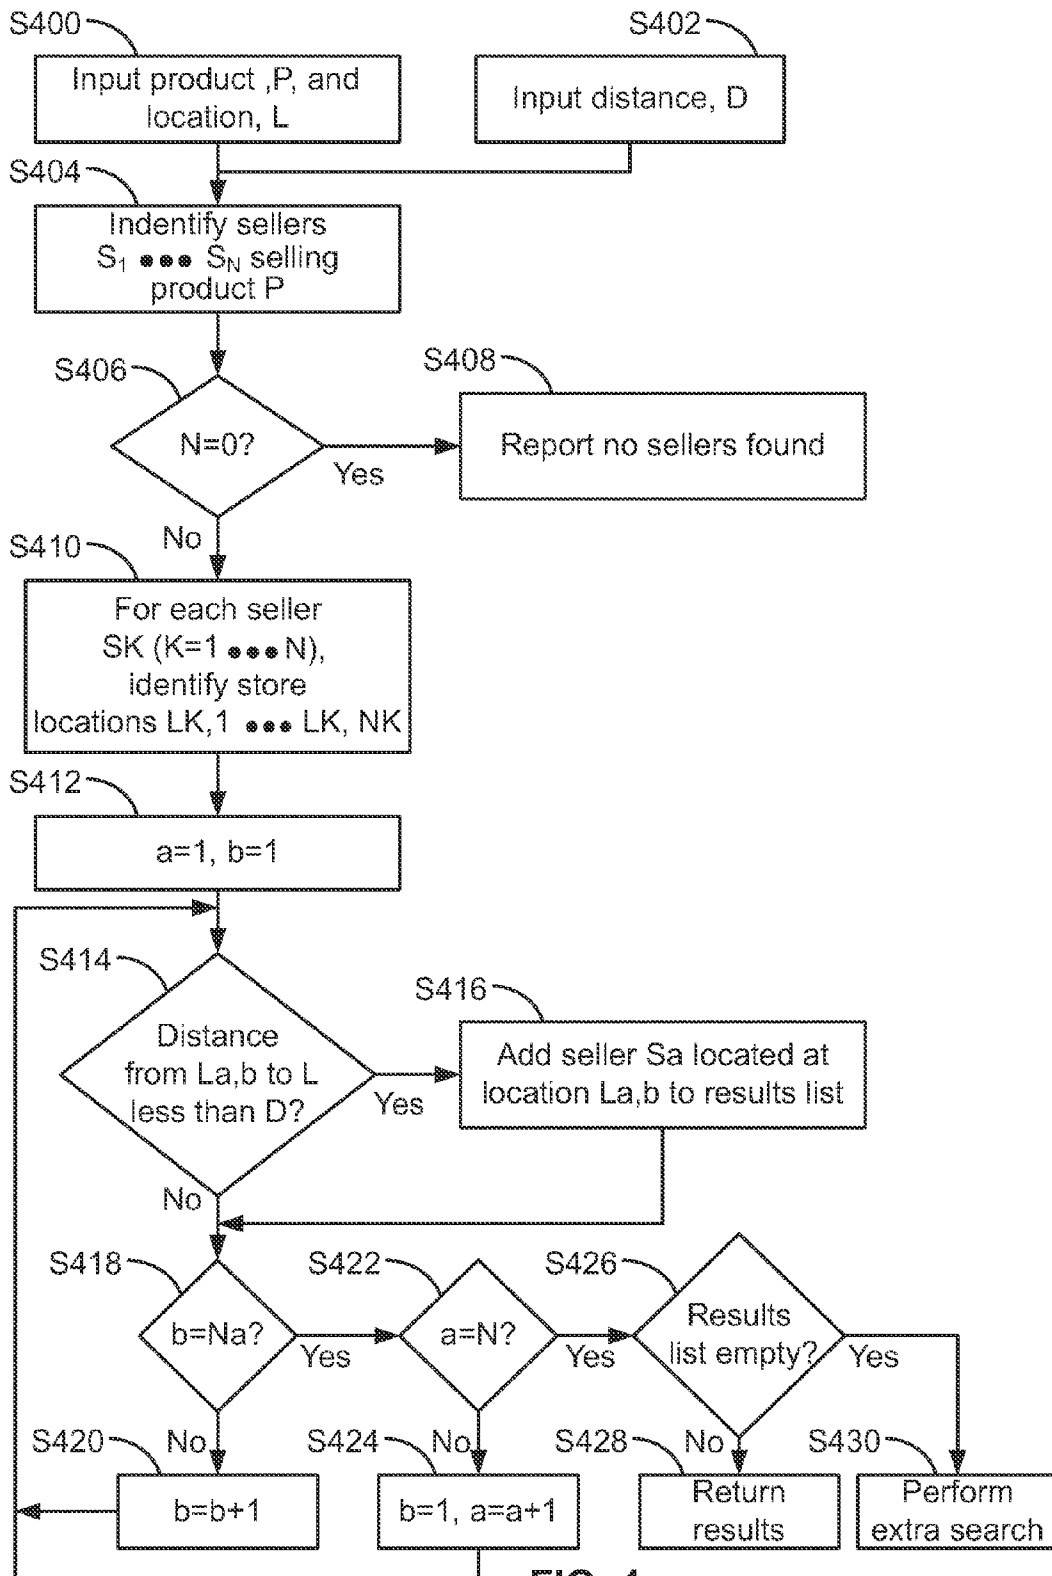 S400
S402
Input product ,P, and
location, L
Input distance, D
S404
Indentify sellers
S1 ●●● SN selling
product P
S406
S408
N=0?
Report no sellers found
Yes
No
S410
For each seller
SK (K=1 ●●● N),
identify store
locations LK,1 ●●● LK, NK
S412
a=1, b=1
S414
S416
Distance
from La,b to L
less than D?
Yes
Add seller Sa located at
location La,b to results list
No
S418
S422
S426
b=Na?
Yes
a=N?
Yes
Results
list empty?
Yes
S420
No
S424
No
S428
No
S430
b=b+1
b=1, a=a+1
Return
results
Perform
extra search